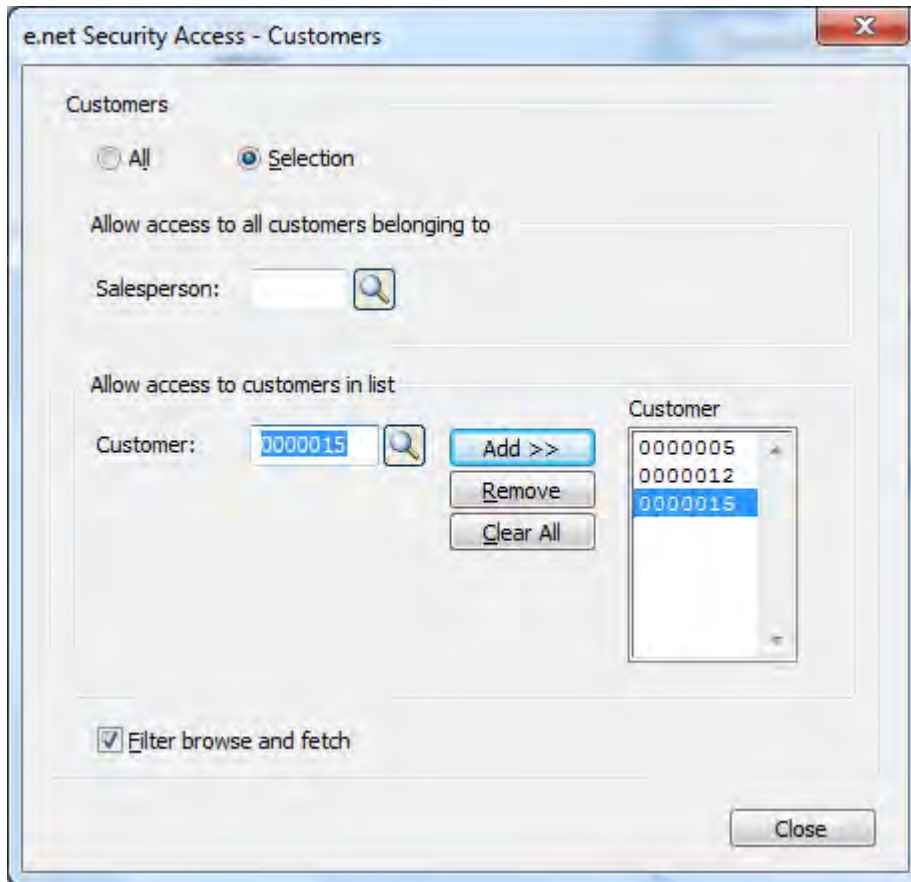 e.net Security Access - Customers
Customers
All Selection
Allow access to all customers belonging to
Salesperson:
Allow access to customers in list
Customer
Customer: 0000015 Add >> 0000005
Remove 0000012
0000015
Clear All
Filter browse and fetch
Close